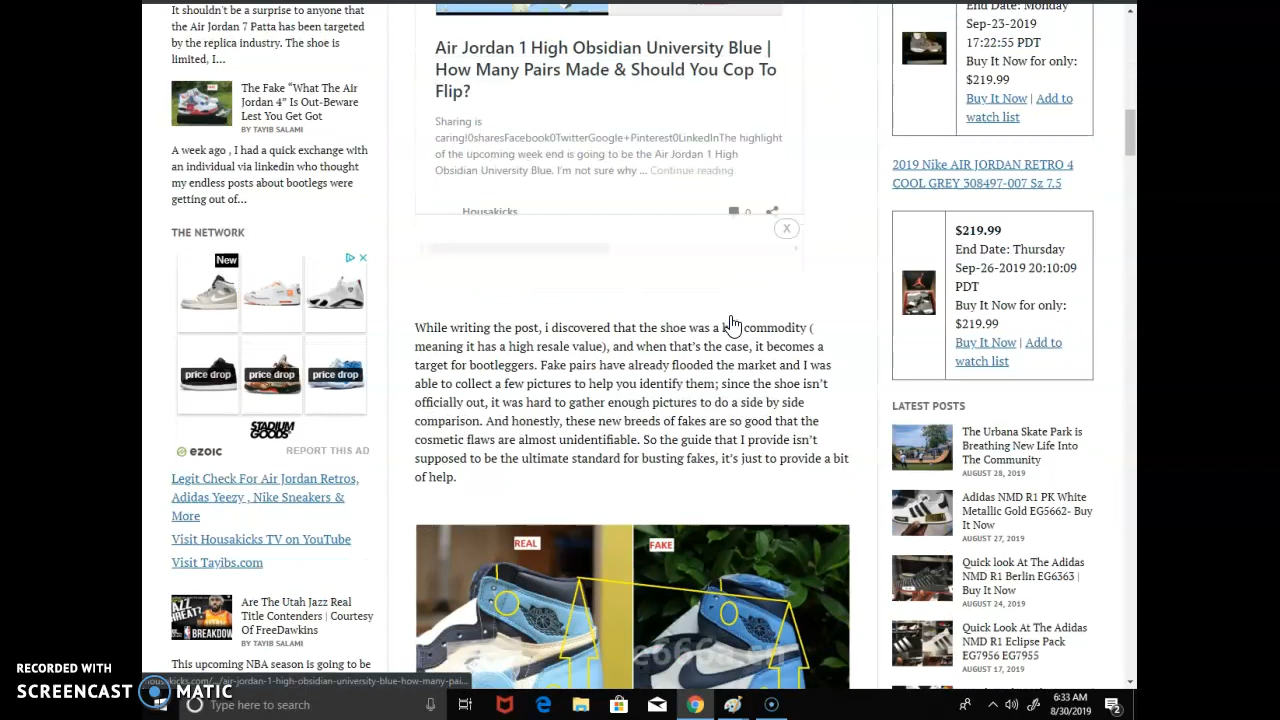 It shouldn't be a surprise to anyone that
the Air Jordan 7 Patta has been targeted
by the replica industry. The shoe is
limited, I...
The Fake “What The Air
Jordan 4” Is Out-Beware
Lest You Get Got
BY TAYIB SALAMI
A week ago , I had a quick exchange with
an individual via linkedin who thought
my endless posts about bootlegs were
getting out of...
THE NETWORK
New
price drop
price drop
price drop
STADIUM
GOODS
ezoic
REPORT THIS AD
Legit Check For Air Jordan Retros,
Adidas Yeezy , Nike Sneakers &
More
Visit Housakicks TV on YouTube
Visit Tayibs.com
JAZZ
THREAT?
BREAKDOWN
Are The Utah Jazz Real
Title Contenders | Courtesy
Of FreeDawkins
BY TAYIB SALAMI
This upcoming NBA season is going to be
Air Jordan 1 High Obsidian University Blue |
How Many Pairs Made & Should You Cop To
Flip?
Sharing is
caring!0sharesFacebook0TwitterGoogle+Pinterest0LinkedInThe highlight
of the upcoming week end is going to be the Air Jordan 1 High
Obsidian University Blue. I'm not sure why ... Continue reading
Housakicks
0
X
While writing the post, i discovered that the shoe was a commodity (
meaning it has a high resale value), and when that's the case, it becomes a
target for bootleggers. Fake pairs have already flooded the market and I was
able to collect a few pictures to help you identify them; since the shoe isn't
officially out, it was hard to gather enough pictures to do a side by side
comparison. And honestly, these new breeds of fakes are so good that the
cosmetic flaws are almost unidentifiable. So the guide that I provide isn't
supposed to be the ultimate standard for busting fakes, it's just to provide a bit
of help.
REAL
FAKE
End Date: Monday
Sep-23-2019
17:22:55 PDT
Buy It Now for only:
$219.99
Buy It Now | Add to
watch list
2019 Nike AIR JORDAN RETRO 4
COOL GREY 308497-007 Sz 7.5
$219.99
End Date: Thursday
Sep-26-2019 20:10:09
PDT
Buy It Now for only:
$219.99
Buy It Now | Add to
watch list
LATEST POSTS
The Urbana Skate Park is
Breathing New Life Into
The Community
AUGUST 28, 2019
Adidas NMD R1 PK White
Metallic Gold EG5662- Buy
It Now
AUGUST 27, 2019
Quick look At The Adidas
NMD R1 Berlin EG6363 |
Buy It Now
AUGUST 24, 2019
Quick Look At The Adidas
NMD R1 Eclipse Pack
EG7956 EG7955
AUGUST 17, 2019
housakicks.com/.../air-jordan-1-high-obsidian-university-blue-how-many-pai...
RECORDED WITH
SCREENCAST MATIC
Type here to search
6:33 AM
8/30/2019
2